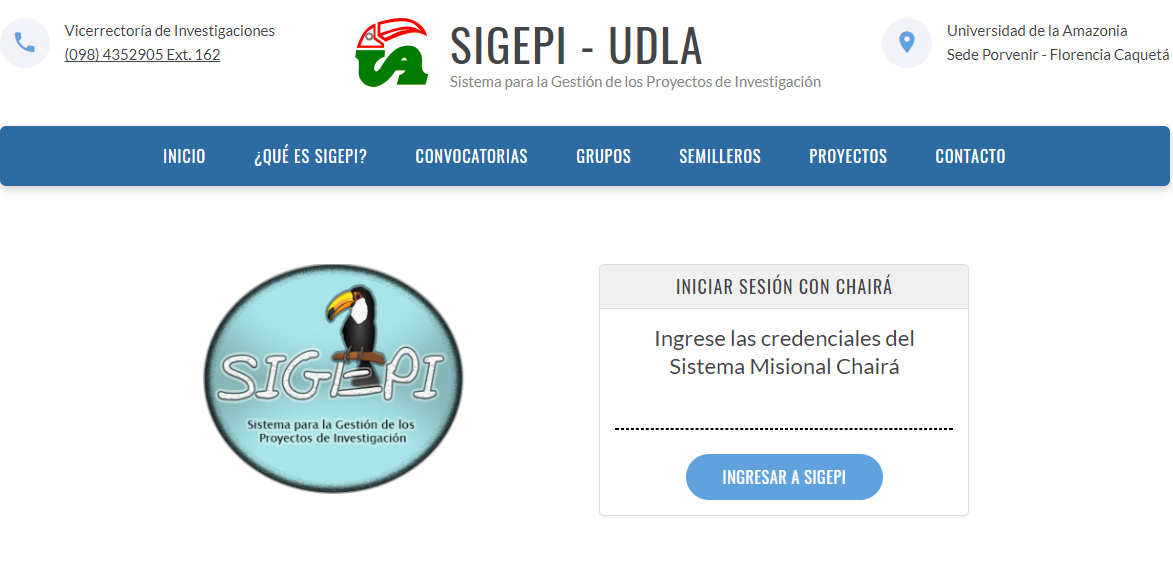 Vicerrectoría de Investigaciones
(098) 4352905 Ext. 162
SIGEPI - UDLA
Sistema para la Gestión de los Proyectos de Investigación
Universidad de la Amazonia
Sede Porvenir - Florencia Caquetá
INICIO ¿QUÉ ES SIGEPI? CONVOCATORIAS GRUPOS SEMILLEROS PROYECTOS CONTACTO
SIGEPI
Sistema para la Gestión de los
Proyectos de Investigación
INICIAR SESIÓN CON CHAIRÁ
Ingrese las credenciales del
Sistema Misional Chairá
INGRESAR A SIGEPI